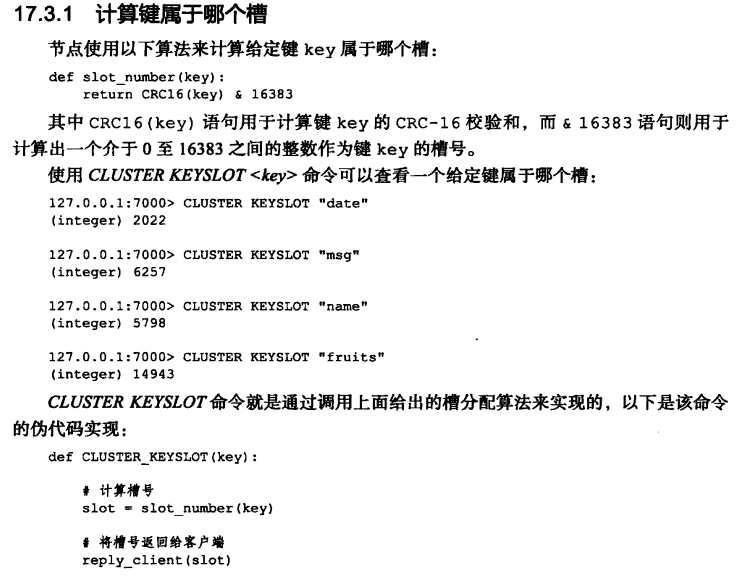 17.3.1 计算键属于哪个槽
节点使用以下算法来计算给定键 key 属于哪个槽：
def slot_number(key):
    return CRC16(key) & 16383
其中 CRC16(key) 语句用于计算键 key 的 CRC-16 校验和，而 & 16383 语句则用于
计算出一个介于 0 至 16383 之间的整数作为键 key 的槽号。
使用 CLUSTER KEYSLOT <key> 命令可以查看一个给定键属于哪个槽：
127.0.0.1:7000> CLUSTER KEYSLOT "date"
(integer) 2022
127.0.0.1:7000> CLUSTER KEYSLOT "msg"
(integer) 6257
127.0.0.1:7000> CLUSTER KEYSLOT "name"
(integer) 5798
127.0.0.1:7000> CLUSTER KEYSLOT "fruits"
(integer) 14943
CLUSTER KEYSLOT 命令就是通过调用上面给出的槽分配算法来实现的，以下是该命令
的伪代码实现：
def CLUSTER_KEYSLOT(key):
    # 计算槽号
    slot = slot_number(key)
    # 将槽号返回给客户端
    reply_client(slot)